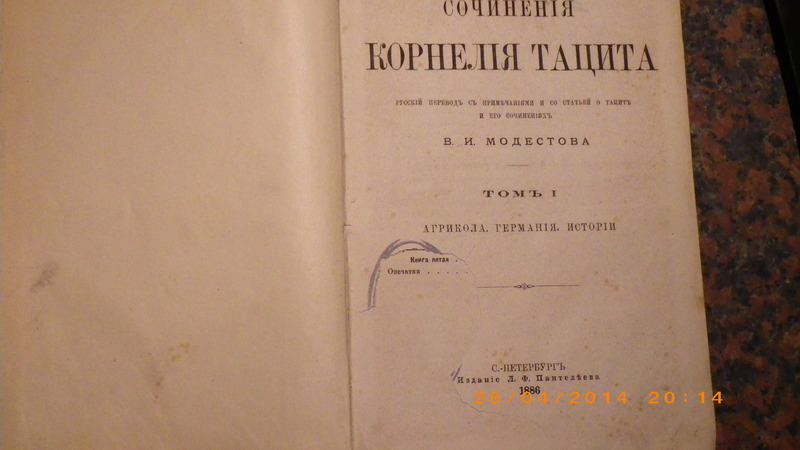 СОЧИНЕНІЯ
КОРНЕЛІЯ ТАЦИТА
РУССКІЙ ПЕРЕВОДЪ СЪ ПРИМѢЧАНІЯМИ И СО СТАТЬЕЙ О ТАЦИТѢ
И ЕГО СОЧИНЕНІЯХЪ
В. И. МОДЕСТОВА
ТОМЪ I
АГРИКОЛА. ГЕРМАНІЯ. ИСТОРІИ
Книга пятая .
Опечатки . . . . .
С.-ПЕТЕРБУРГЪ
Изданіе Л. Ф. Пантелѣева
1886
28/04/2014 20:14